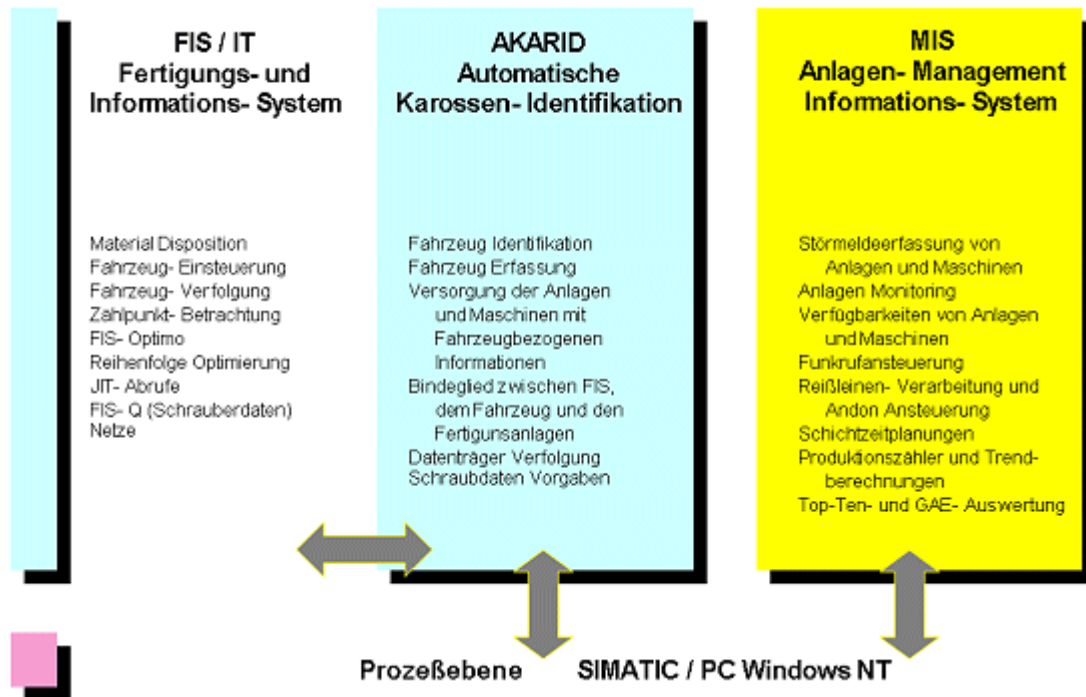 FIS / IT
Fertigungs- und
Informations- System
Material Disposition
Fahrzeug- Einsteuerung
Fahrzeug- Verfolgung
Zählpunkt- Betrachtung
FIS- Optimo
Reihenfolge Optimierung
JIT- Abrufe
FIS- Q (Schrauberdaten)
Netze
AKARID
Automatische
Karossen- Identifikation
Fahrzeug Identifikation
Fahrzeug Erfassung
Versorgung der Anlagen
und Maschinen mit
Fahrzeugbezogenen
Informationen
Bindeglied zwischen FIS,
dem Fahrzeug und den
Fertigunsanlagen
Datenträger Verfolgung
Schraubdaten Vorgaben
MIS
Anlagen- Management
Informations- System
Störmeldeerfassung von
Anlagen und Maschinen
Anlagen Monitoring
Verfügbarkeiten von Anlagen
und Maschinen
Funkrufansteuerung
Reißleinen- Verarbeitung und
Andon Ansteuerung
Schichtzeitplanungen
Produktionszähler und Trend-
berechnungen
Top-Ten- und GAE- Auswertung
Prozeßebene SIMATIC / PC Windows NT